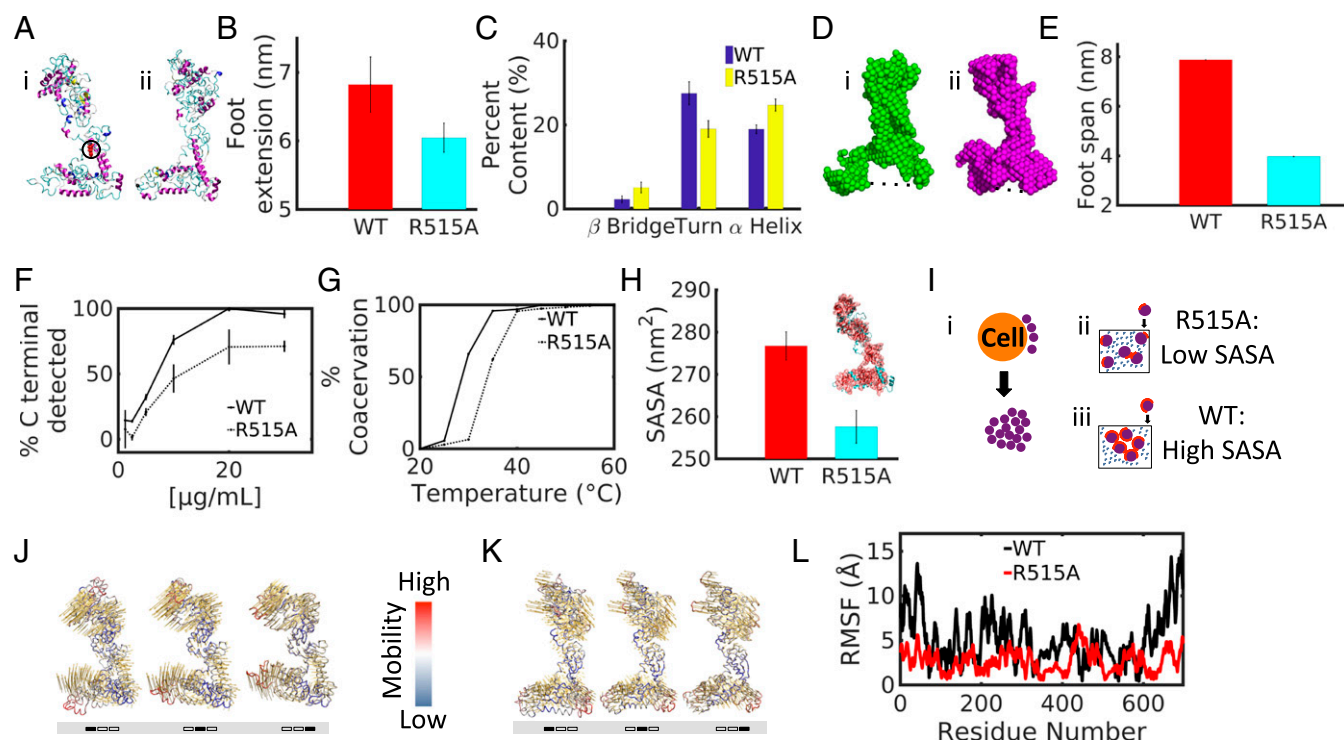 A
i
ii
B
Foot
extension (nm)
7
6
5
WT
R515A
C
Percent
Content (%)
40
20
0
WT
R515A
β Bridge Turn α Helix
D
i
ii
E
Foot span (nm)
8
6
4
2
WT
R515A
F
% C terminal
detected
100
50
0
0
20
[µg/mL]
WT
R515A
G
%
Coacervation
100
50
0
20
40
60
Temperature (°C)
WT
R515A
H
SASA (nm²)
290
280
270
260
250
WT
R515A
I
i
Cell
ii
R515A:
Low SASA
iii
WT:
High SASA
J
High
Mobility
Low
K
L
RMSF (Å)
15
10
5
0
0
200
400
600
Residue Number
WT
R515A